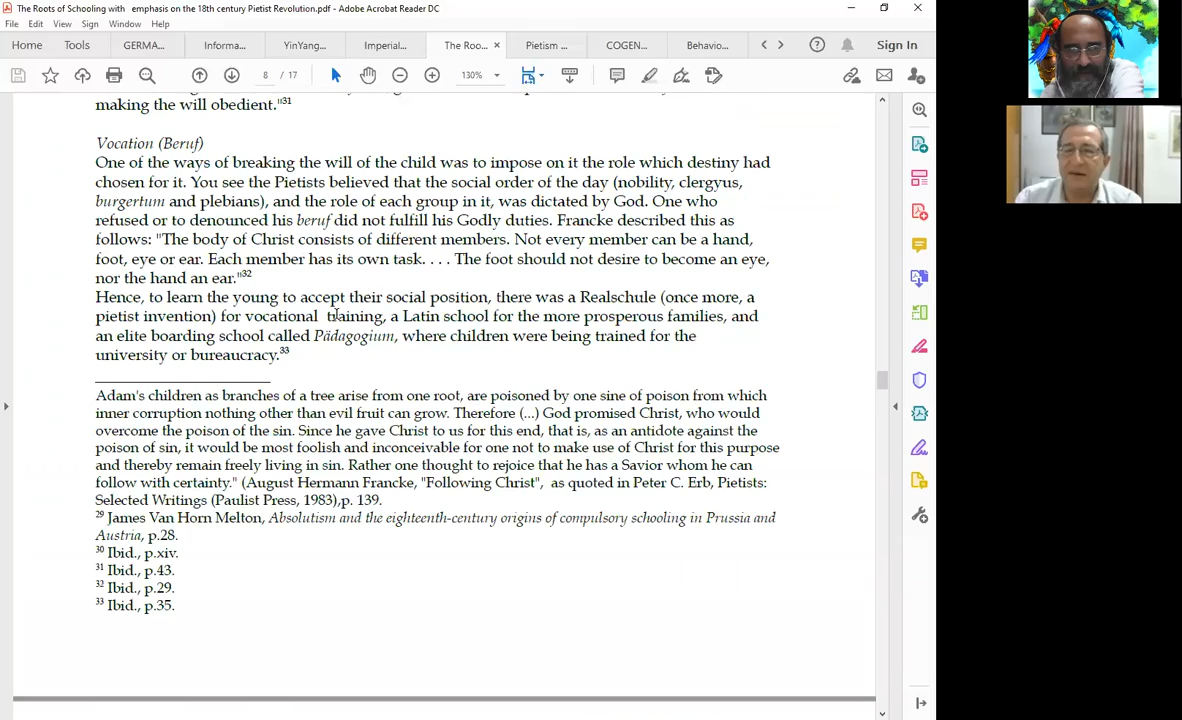 The Roots of Schooling with  emphasis on the 18th century Pietist Revolution.pdf - Adobe Acrobat Reader DC
File Edit View Sign Window Help
Home Tools GERMA... Informa... YinYang... Imperial... The Roo... × Pietism ... COGEN... Behavio... Sign In
8 / 17 130%
making the will obedient."31
Vocation (Beruf)
One of the ways of breaking the will of the child was to impose on it the role which destiny had
chosen for it. You see the Pietists believed that the social order of the day (nobility, clergyus,
burgertum and plebians), and the role of each group in it, was dictated by God. One who
refused or to denounced his beruf did not fulfill his Godly duties. Francke described this as
follows: "The body of Christ consists of different members. Not every member can be a hand,
foot, eye or ear. Each member has its own task. . . . The foot should not desire to become an eye,
nor the hand an ear."32
Hence, to learn the young to accept their social position, there was a Realschule (once more, a
pietist invention) for vocational  training, a Latin school for the more prosperous families, and
an elite boarding school called Pädagogium, where children were being trained for the
university or bureaucracy.33
Adam's children as branches of a tree arise from one root, are poisoned by one sine of poison from which
inner corruption nothing other than evil fruit can grow. Therefore (...) God promised Christ, who would
overcome the poison of the sin. Since he gave Christ to us for this end, that is, as an antidote against the
poison of sin, it would be most foolish and inconceivable for one not to make use of Christ for this purpose
and thereby remain freely living in sin. Rather one thought to rejoice that he has a Savior whom he can
follow with certainty." (August Hermann Francke, "Following Christ",  as quoted in Peter C. Erb, Pietists:
Selected Writings (Paulist Press, 1983),p. 139.
29 James Van Horn Melton, Absolutism and the eighteenth-century origins of compulsory schooling in Prussia and
Austria, p.28.
30 Ibid., p.xiv.
31 Ibid., p.43.
32 Ibid., p.29.
33 Ibid., p.35.